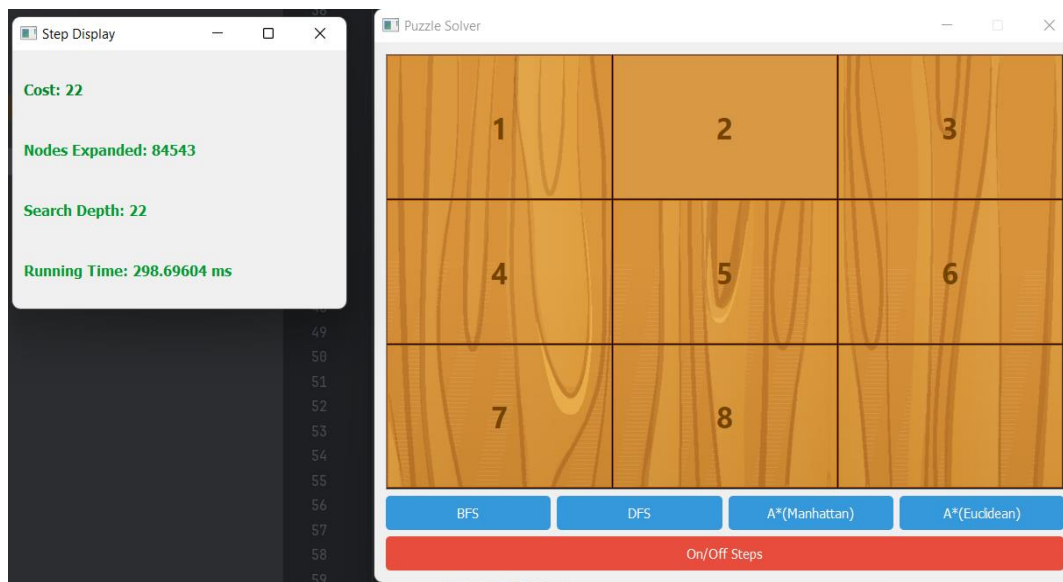 Step Display
Cost: 22
Nodes Expanded: 84543
Search Depth: 22
Running Time: 298.69604 ms
49
50
51
52
53
54
55
56
57
58
Puzzle Solver
1 2 3
4 5 6
7 8
BFS DFS A*(Manhattan) A*(Euclidean)
On/Off Steps